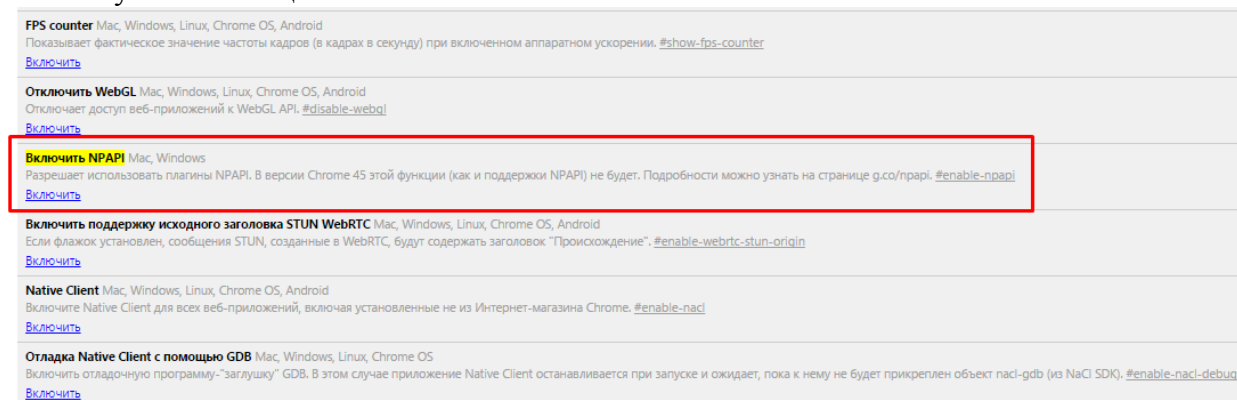 FPS counter Mac, Windows, Linux, Chrome OS, Android
Показывает фактическое значение частоты кадров (в кадрах в секунду) при включенном аппаратном ускорении. #show-fps-counter
Включить
Отключить WebGL Mac, Windows, Linux, Chrome OS, Android
Отключает доступ веб-приложений к WebGL API. #disable-webgl
Включить
Включить NPAPI Mac, Windows
Разрешает использовать плагины NPAPI. В версии Chrome 45 этой функции (как и поддержки NPAPI) не будет. Подробности можно узнать на странице g.co/npapi. #enable-npapi
Включить
Включить поддержку исходного заголовка STUN WebRTC Mac, Windows, Linux, Chrome OS, Android
Если флажок установлен, сообщения STUN, созданные в WebRTC, будут содержать заголовок "Происхождение". #enable-webrtc-stun-origin
Включить
Native Client Mac, Windows, Linux, Chrome OS, Android
Включите Native Client для всех веб-приложений, включая установленные не из Интернет-магазина Chrome. #enable-nacl
Включить
Отладка Native Client с помощью GDB Mac, Windows, Linux, Chrome OS
Включить отладочную программу-"заглушку" GDB. В этом случае приложение Native Client останавливается при запуске и ожидает, пока к нему не будет прикреплен объект nacl-gdb (из NaCl SDK). #enable-nacl-debug
Включить